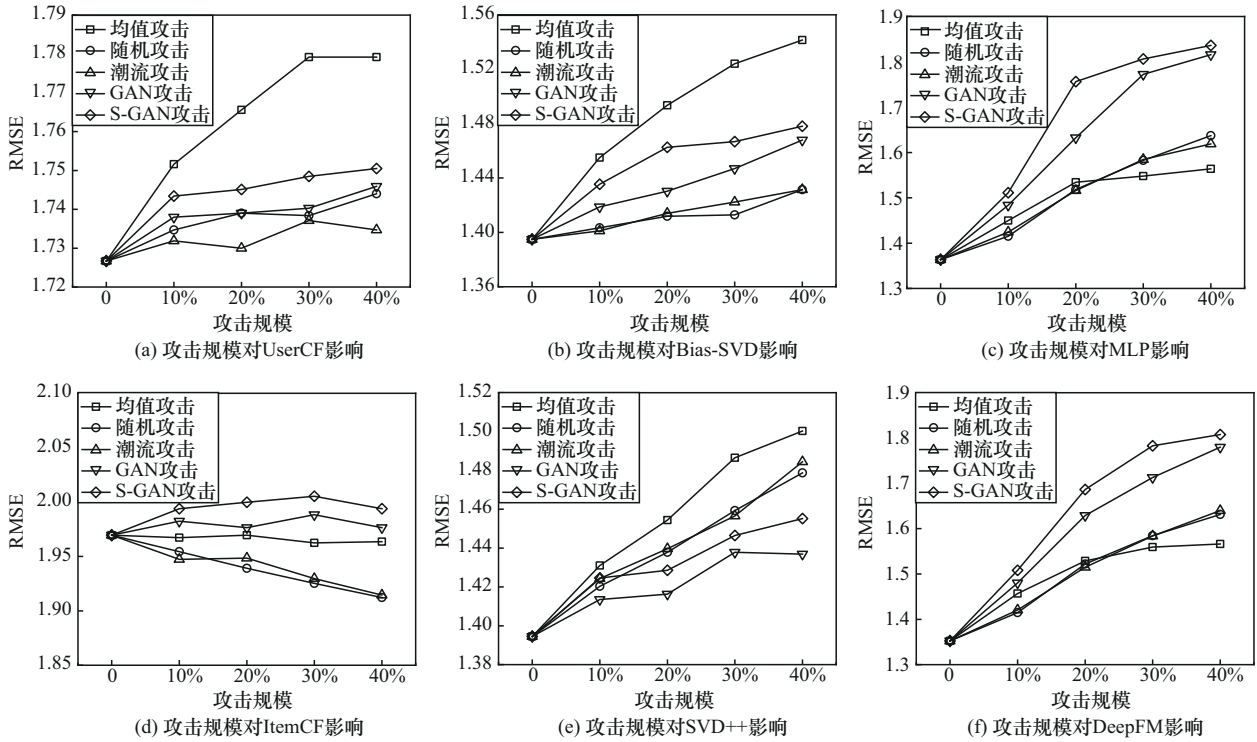 1.79
1.78
1.77
1.76
1.75
1.74
1.73
1.72
RMSE
均值攻击
随机攻击
潮流攻击
GAN攻击
S-GAN攻击
0 10% 20% 30% 40%
攻击规模
(a) 攻击规模对UserCF影响
1.56
1.52
1.48
1.44
1.40
1.36
RMSE
均值攻击
随机攻击
潮流攻击
GAN攻击
S-GAN攻击
0 10% 20% 30% 40%
攻击规模
(b) 攻击规模对Bias-SVD影响
1.9
1.8
1.7
1.6
1.5
1.4
1.3
RMSE
均值攻击
随机攻击
潮流攻击
GAN攻击
S-GAN攻击
0 10% 20% 30% 40%
攻击规模
(c) 攻击规模对MLP影响
2.10
2.05
2.00
1.95
1.90
1.85
RMSE
均值攻击
随机攻击
潮流攻击
GAN攻击
S-GAN攻击
0 10% 20% 30% 40%
攻击规模
(d) 攻击规模对ItemCF影响
1.52
1.50
1.48
1.46
1.44
1.42
1.40
1.38
RMSE
均值攻击
随机攻击
潮流攻击
GAN攻击
S-GAN攻击
0 10% 20% 30% 40%
攻击规模
(e) 攻击规模对SVD++影响
1.9
1.8
1.7
1.6
1.5
1.4
1.3
RMSE
均值攻击
随机攻击
潮流攻击
GAN攻击
S-GAN攻击
0 10% 20% 30% 40%
攻击规模
(f) 攻击规模对DeepFM影响